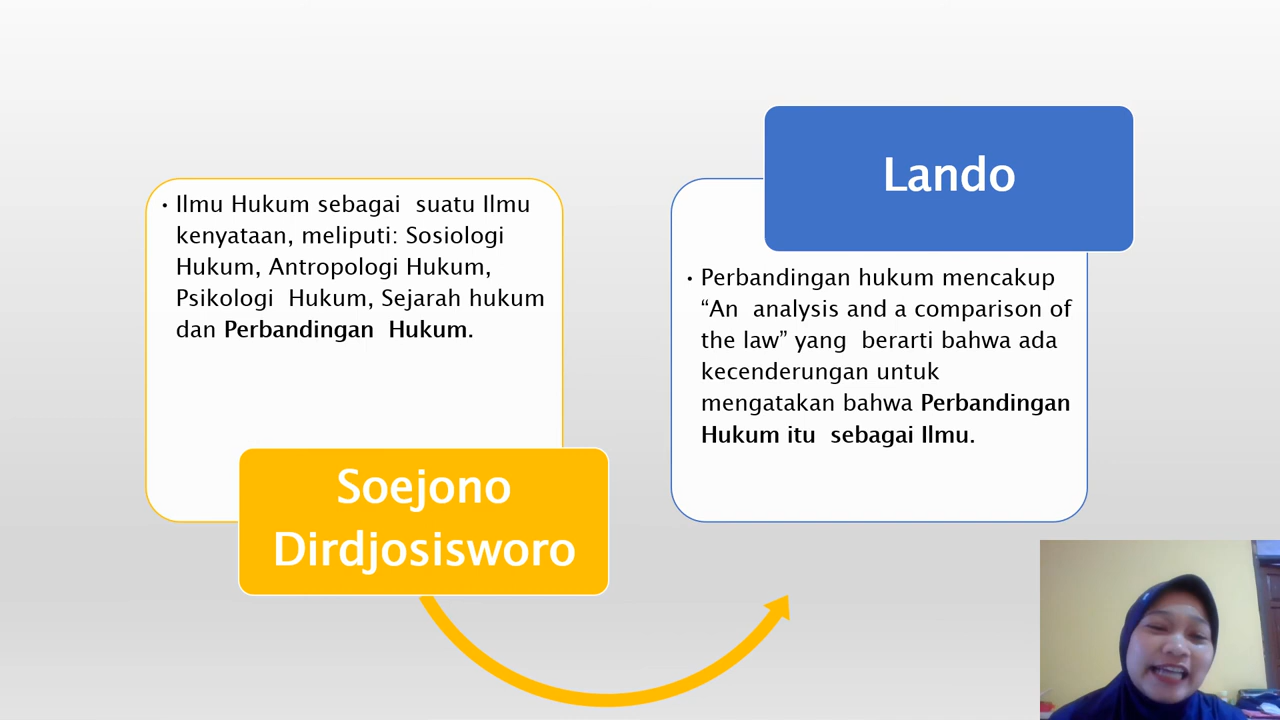 • Ilmu Hukum sebagai  suatu Ilmu
kenyataan, meliputi: Sosiologi
Hukum, Antropologi Hukum,
Psikologi  Hukum, Sejarah hukum
dan Perbandingan  Hukum.
Soejono
Dirdjosisworo
Lando
• Perbandingan hukum mencakup
“An  analysis and a comparison of
the law” yang  berarti bahwa ada
kecenderungan untuk
mengatakan bahwa Perbandingan
Hukum itu  sebagai Ilmu.